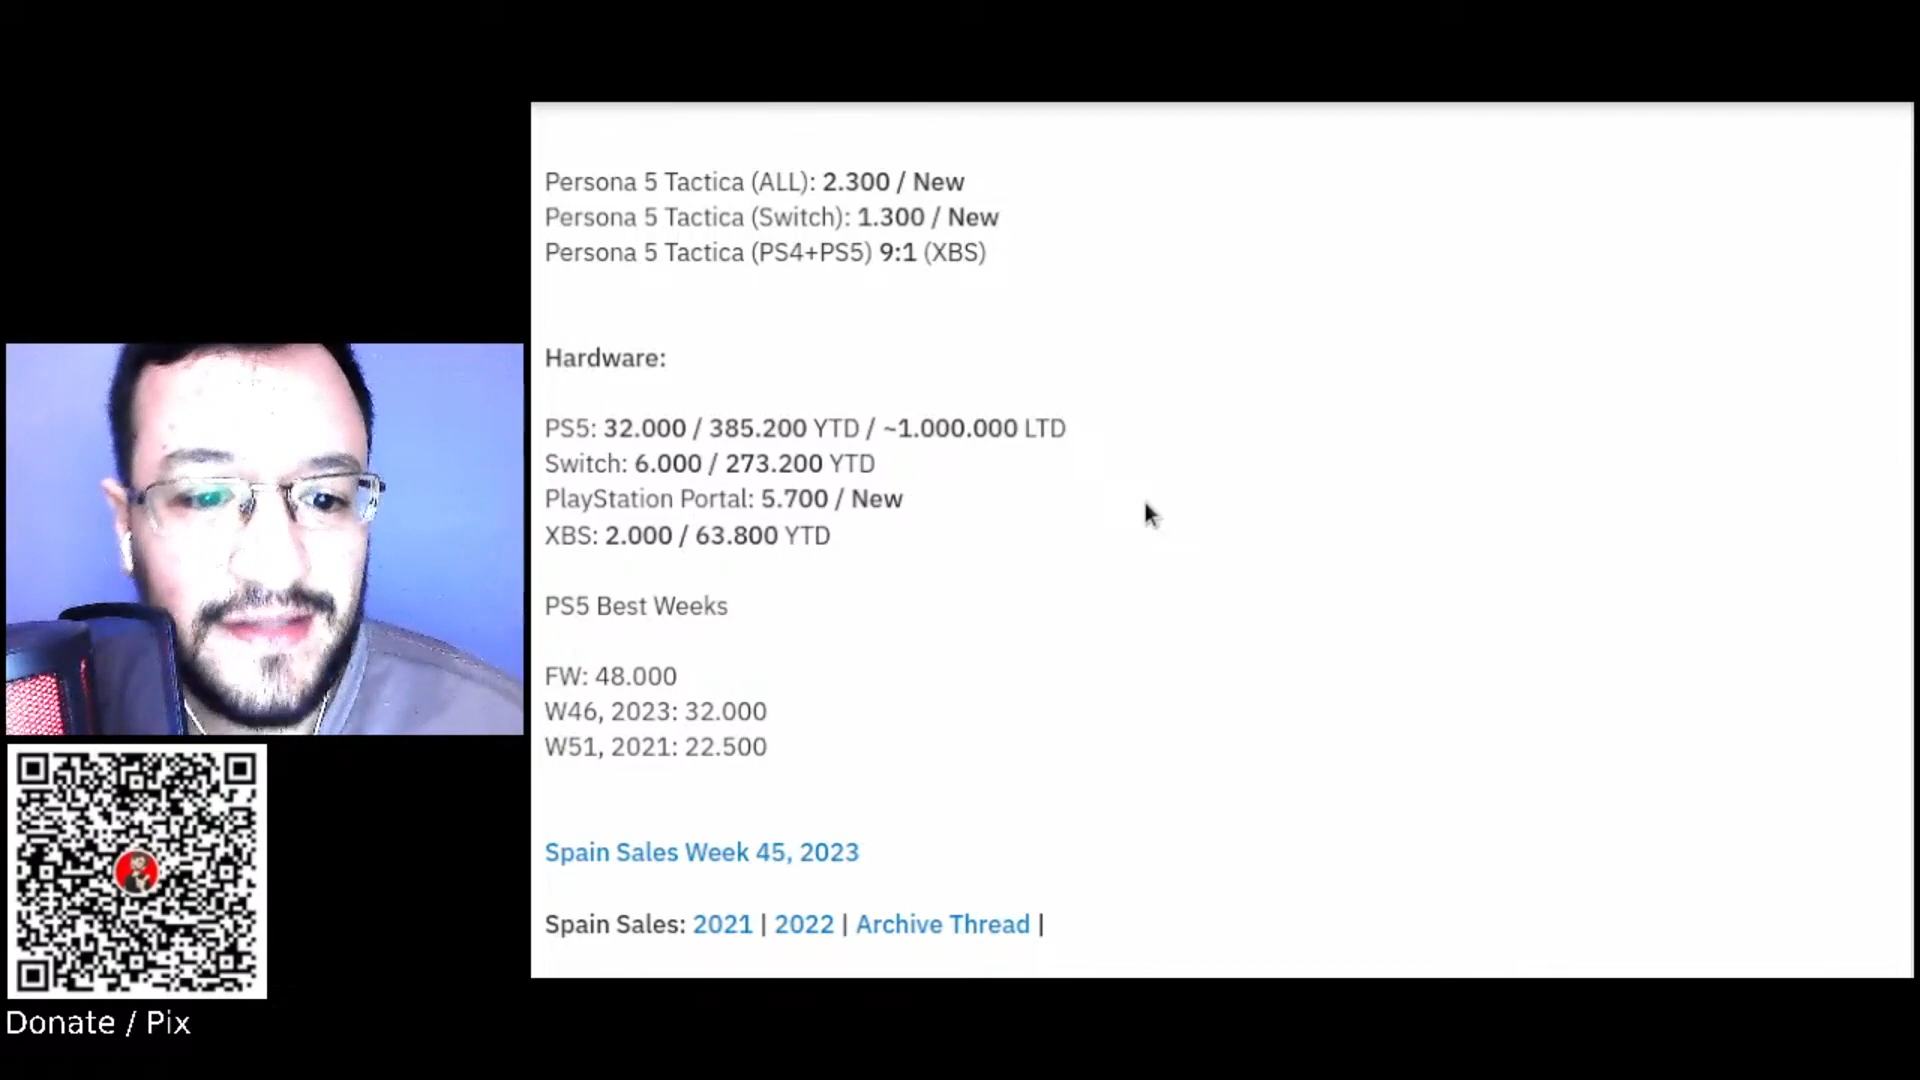 Persona 5 Tactica (ALL): 2.300 / New
Persona 5 Tactica (Switch): 1.300 / New
Persona 5 Tactica (PS4+PS5) 9:1 (XBS)
Hardware:
PS5: 32.000 / 385.200 YTD / ~1.000.000 LTD
Switch: 6.000 / 273.200 YTD
PlayStation Portal: 5.700 / New
XBS: 2.000 / 63.800 YTD
PS5 Best Weeks
FW: 48.000
W46, 2023: 32.000
W51, 2021: 22.500
Spain Sales Week 45, 2023
Spain Sales: 2021 | 2022 | Archive Thread |
Donate / Pix